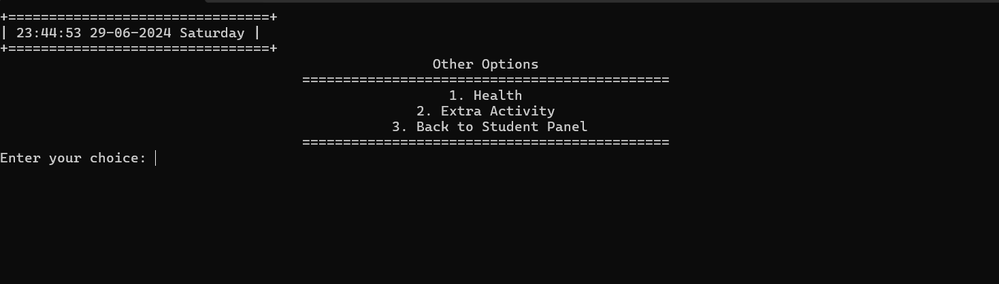 +================================+
| 23:44:53 29-06-2024 Saturday |
+================================+
Other Options
=============================================
1. Health
2. Extra Activity
3. Back to Student Panel
=============================================
Enter your choice: